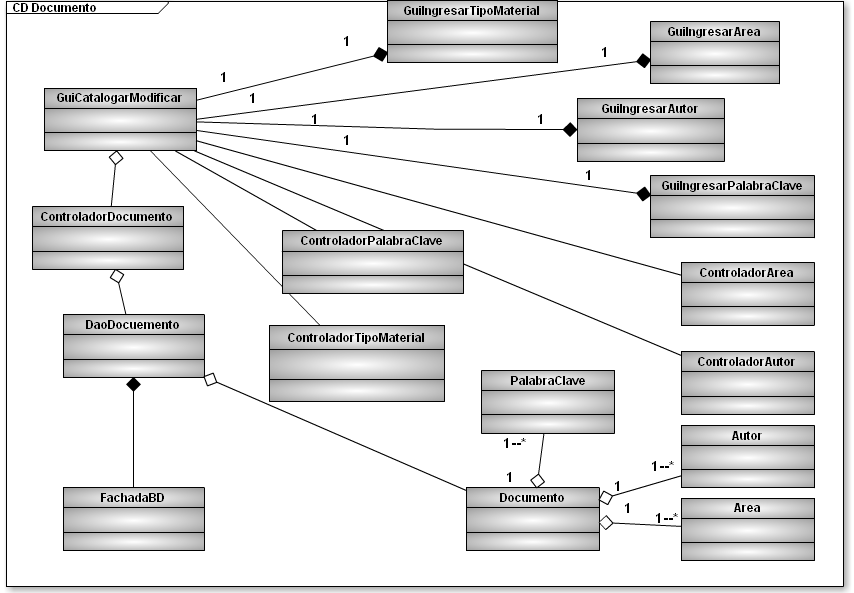 CD Documento
GuiIngresarTipoMaterial
1
GuiIngresarArea
1
1
GuiCatalogarModificar
1
GuiIngresarAutor
1
1
1
1
GuiIngresarPalabraClave
ControladorDocumento
ControladorPalabraClave
ControladorArea
DaoDocuemento
ControladorTipoMaterial
ControladorAutor
PalabraClave
1--*
Autor
1--*
1
1
FachadaBD
Documento
1
1--*
Area